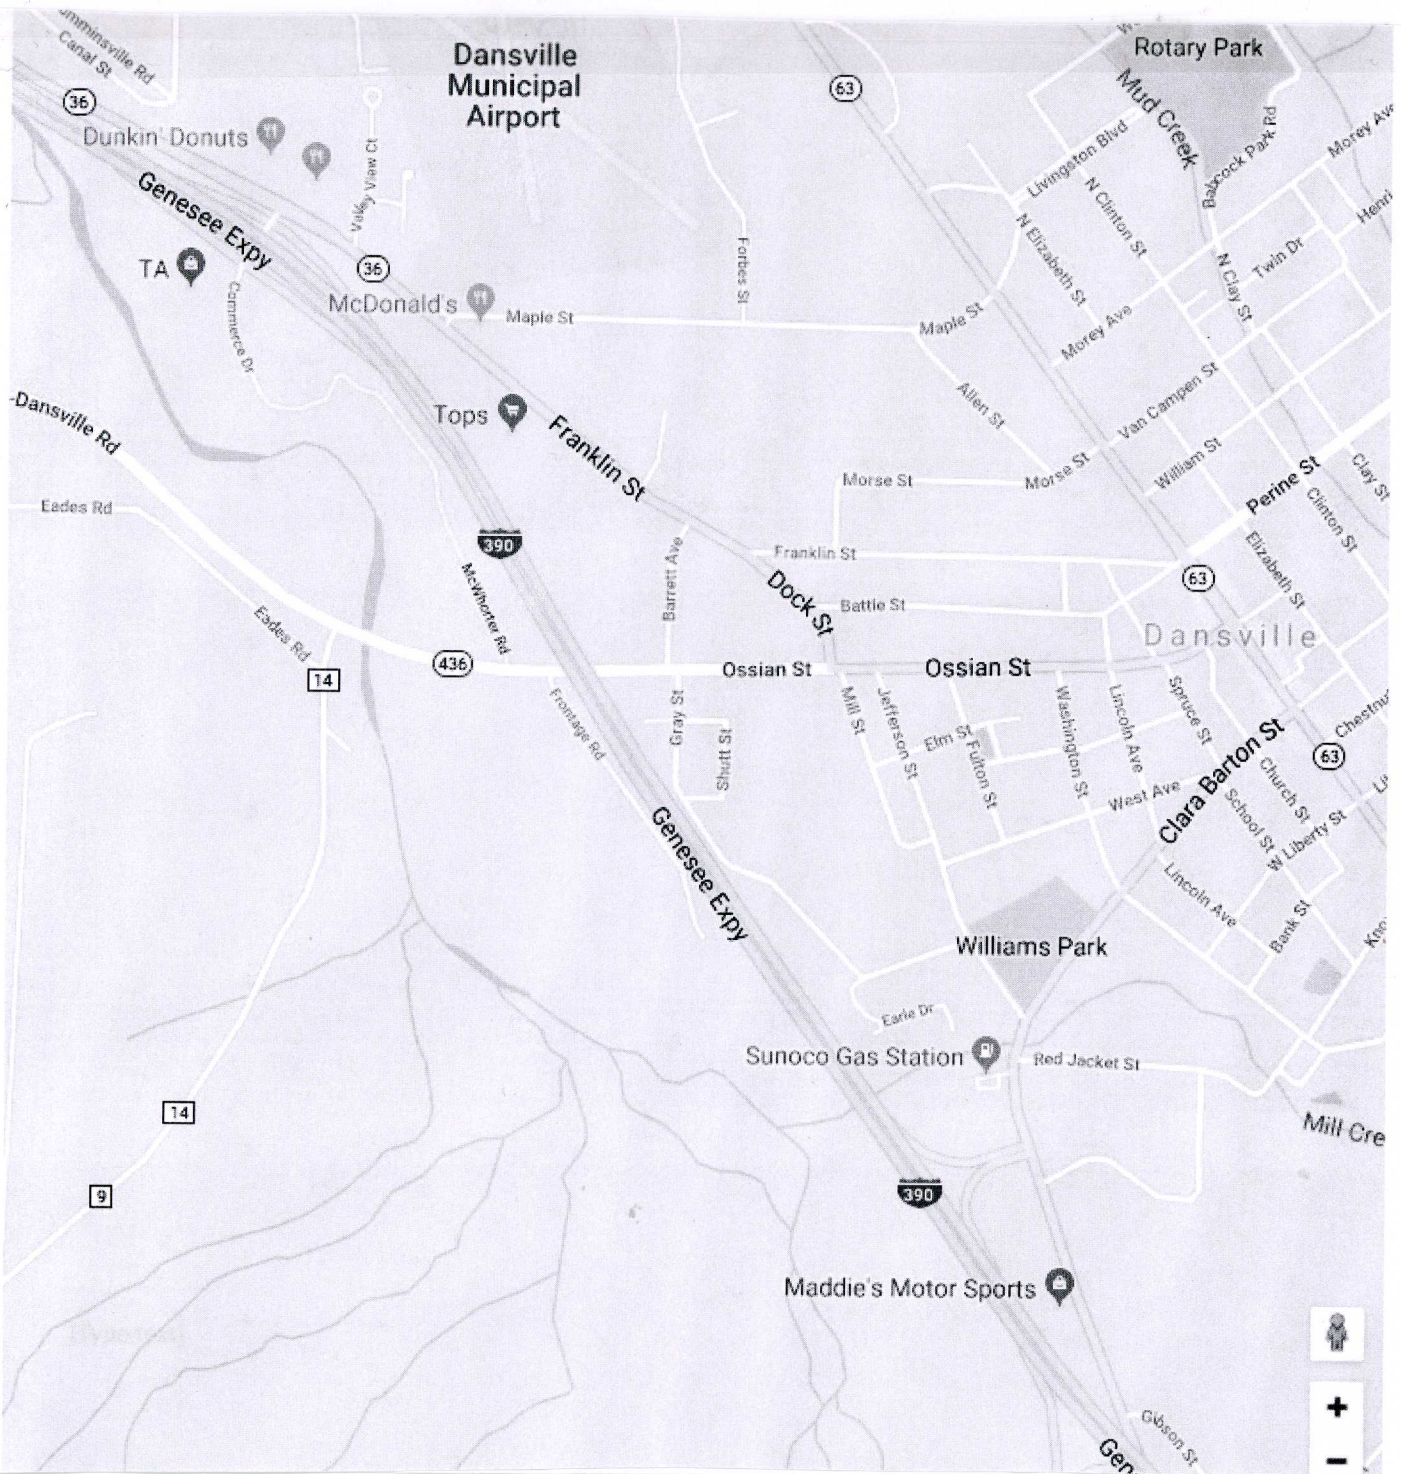 umminsville Rd
Canal St
36
Dunkin' Donuts
Dansville
Municipal
Airport
63
Rotary Park
Mud Creek
Babcock Park Rd
Morey Ave
Livingston Blvd
N Clinton St
Henri
Genesee Expy
Valley View Ct
TA
36
Forbes St
N Elizabeth St
N Clay St
Twin Dr
Commerce Dr
McDonald's
Maple St
Maple St
Morey Ave
-Dansville Rd
Tops
Franklin St
Allen St
Van Campen St
Morse St
Morse St
William St
Perine St
Clay St
Clinton St
Eades Rd
390
Franklin St
Elizabeth St
63
McWhorter Rd
Barrett Ave
Dock St
Battle St
Eades Rd
Dansville
14
436
Ossian St
Ossian St
Frontage Rd
Gray St
Shutt St
Mill St
Jefferson St
Elm St
Fulton St
Washington St
Lincoln Ave
Spruce St
Chestnu
63
West Ave
Clara Barton St
Church St
School St
W Liberty St
Li
Genesee Expy
Lincoln Ave
Bank St
Kno
Williams Park
Earle Dr
Sunoco Gas Station
Red Jacket St
14
Mill Cre
9
390
Maddie's Motor Sports
+
Gibson St
Gen
−